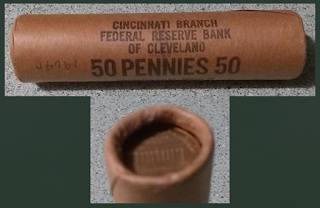 CINCINNATI BRANCH
FEDERAL RESERVE BANK
OF CLEVELAND
50 PENNIES 50